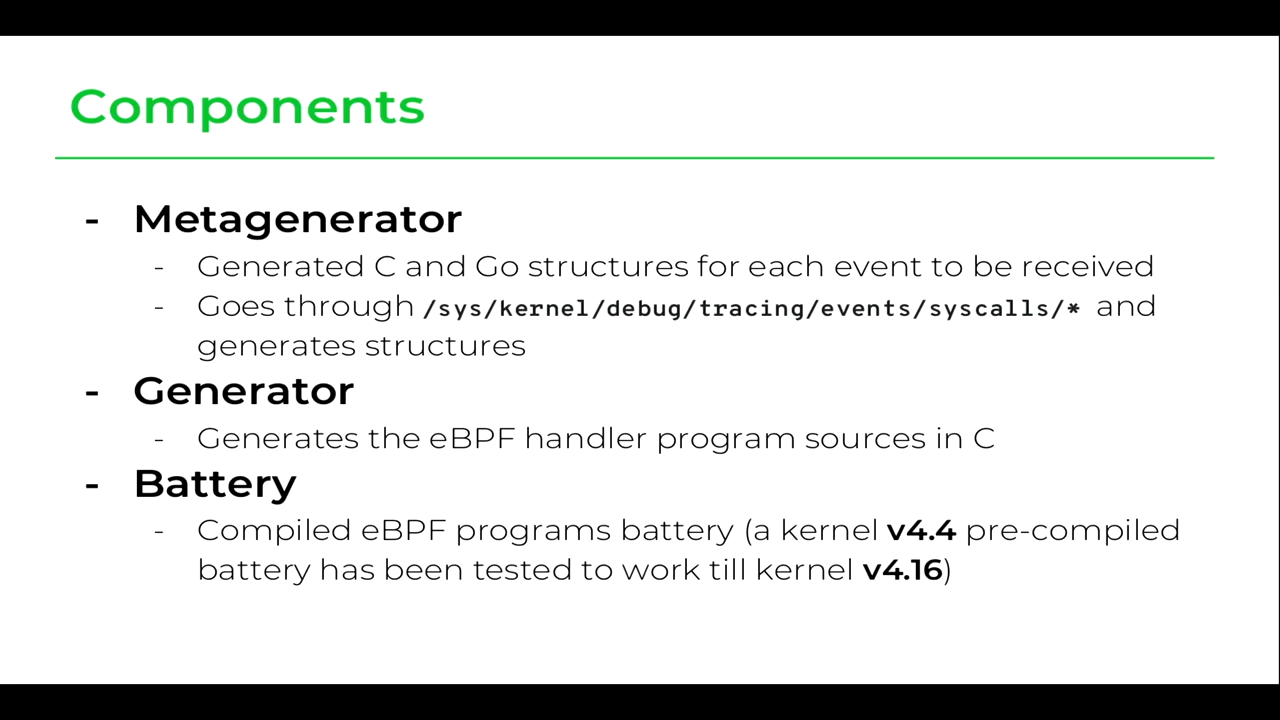 Components
- Metagenerator
- Generated C and Go structures for each event to be received
- Goes through /sys/kernel/debug/tracing/events/syscalls/* and
generates structures
- Generator
- Generates the eBPF handler program sources in C
- Battery
- Compiled eBPF programs battery (a kernel v4.4 pre-compiled
battery has been tested to work till kernel v4.16)